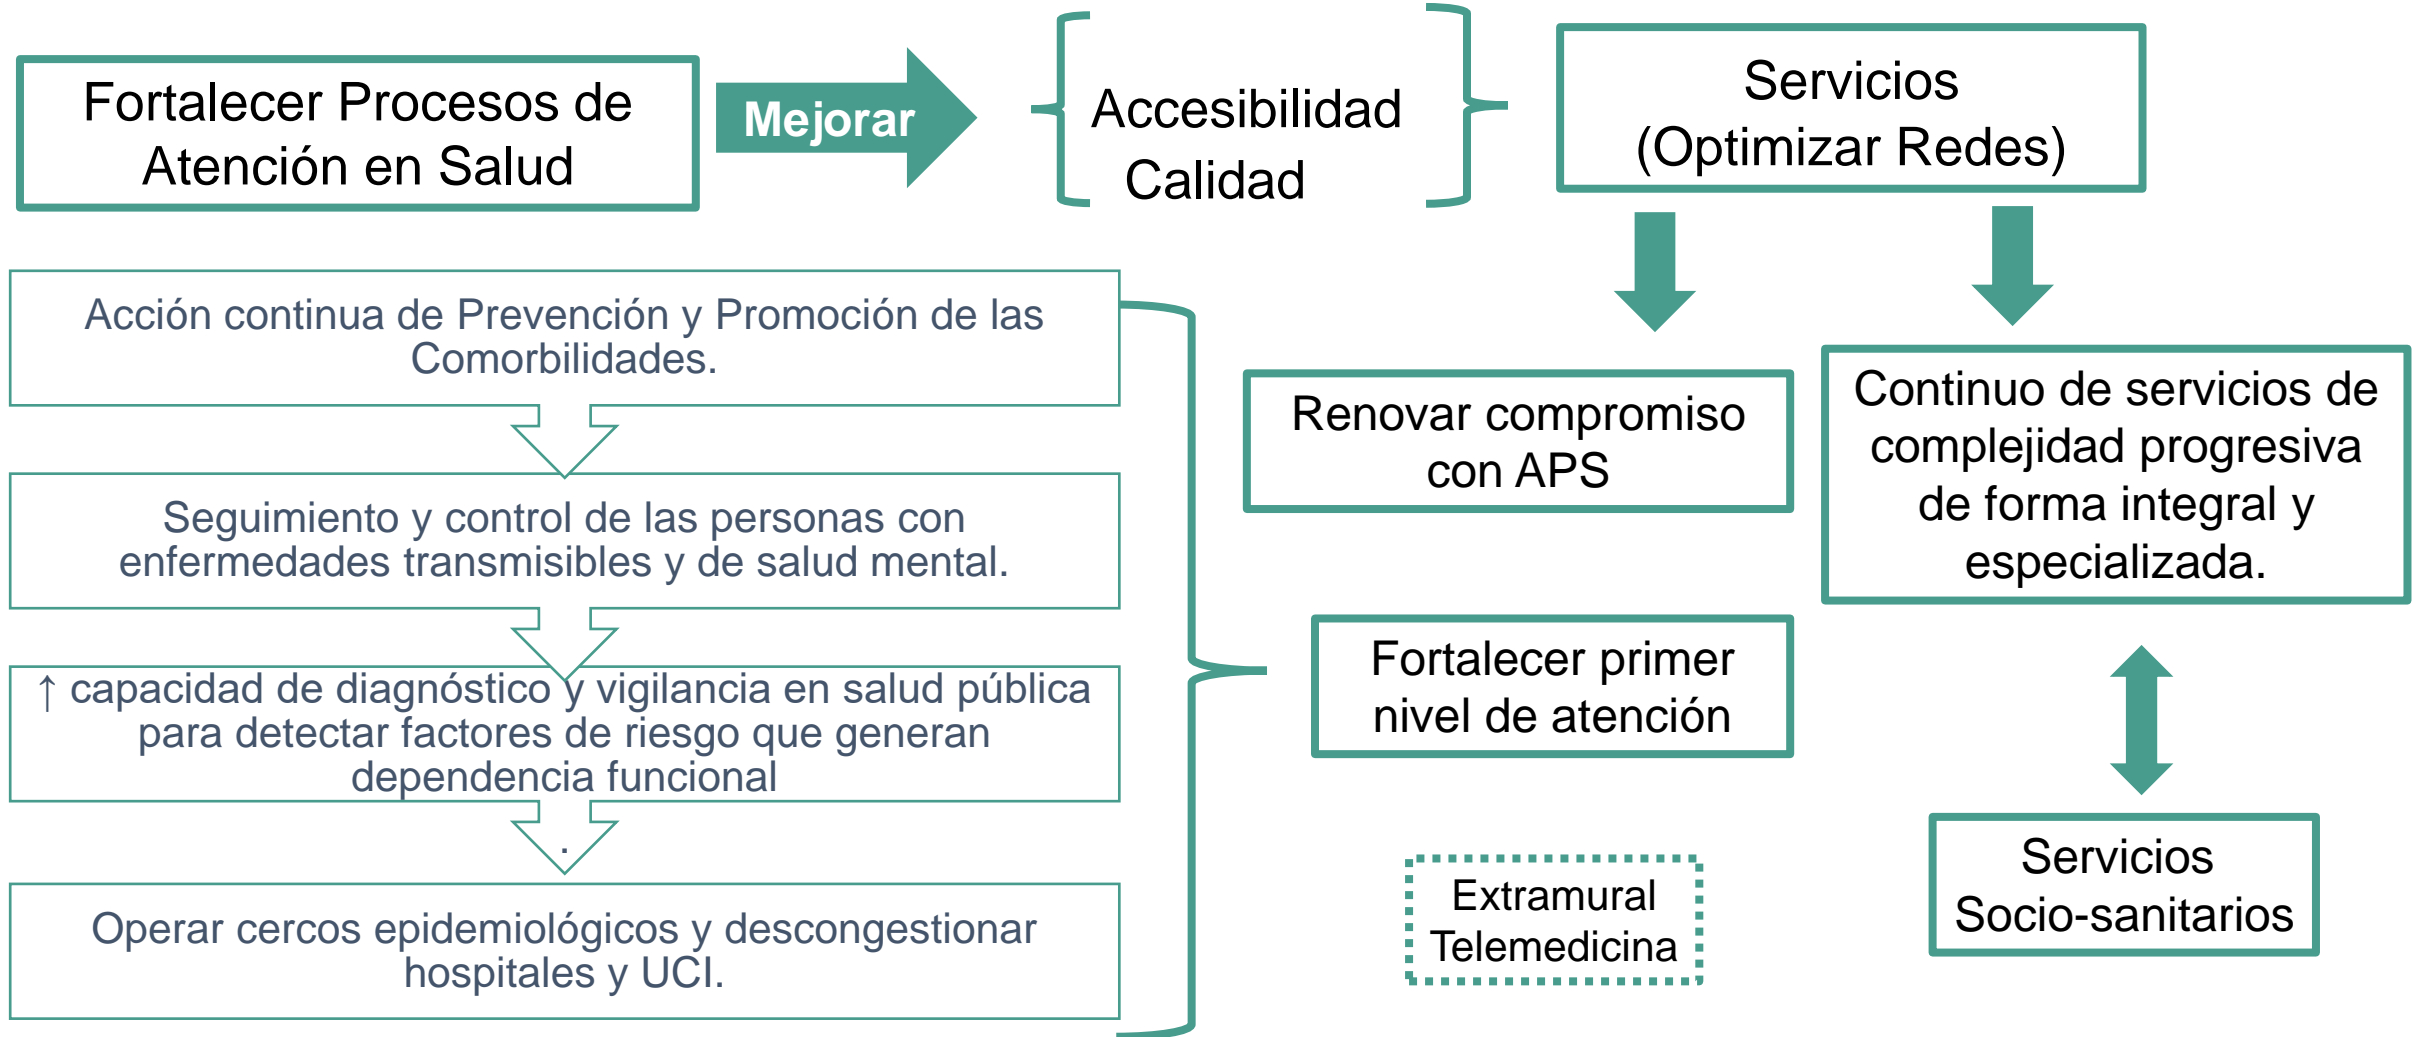 Fortalecer Procesos de
Atención en Salud
Mejorar
Accesibilidad
Calidad
Servicios
(Optimizar Redes)
Acción continua de Prevención y Promoción de las
Comorbilidades.
Seguimiento y control de las personas con
enfermedades transmisibles y de salud mental.
↑ capacidad de diagnóstico y vigilancia en salud pública
para detectar factores de riesgo que generan
dependencia funcional
.
Operar cercos epidemiológicos y descongestionar
hospitales y UCI.
Renovar compromiso
con APS
Fortalecer primer
nivel de atención
Extramural
Telemedicina
Continuo de servicios de
complejidad progresiva
de forma integral y
especializada.
Servicios
Socio-sanitarios